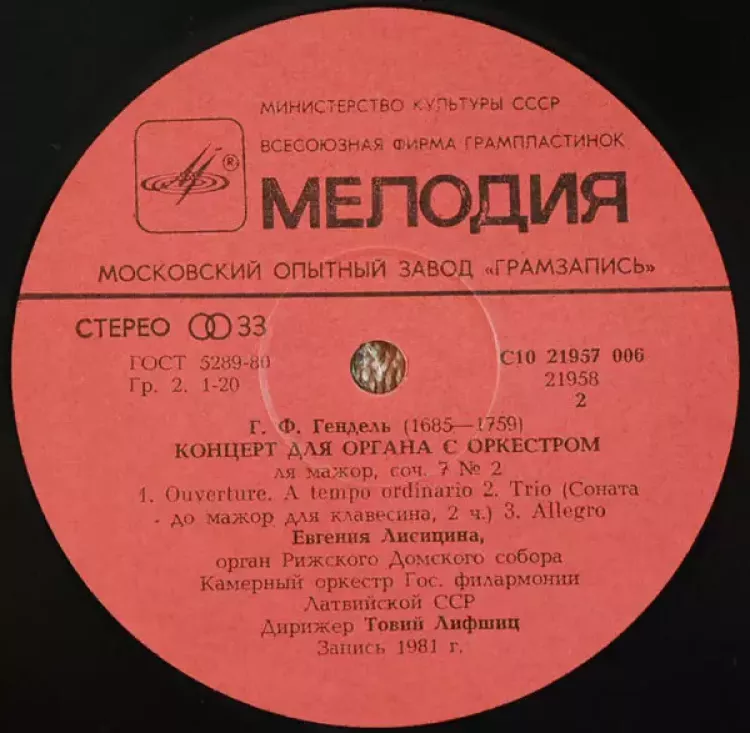 МИНИСТЕРСТВО КУЛЬТУРЫ СССР
ВСЕСОЮЗНАЯ ФИРМА ГРАМПЛАСТИНОК
®
МЕЛОДИЯ
МОСКОВСКИЙ ОПЫТНЫЙ ЗАВОД «ГРАМЗАПИСЬ»
СТЕРЕО 33
ГОСТ 5289-80
Гр. 2. 1-20
С10 21957 006
21958
2
Г. Ф. Гендель (1685—1759)
КОНЦЕРТ ДЛЯ ОРГАНА С ОРКЕСТРОМ
ля мажор, соч. 7 № 2
1. Ouverture. A tempo ordinario 2. Trio (Соната
- до мажор для клавесина, 2 ч.) 3. Allegro
Евгения Лисицина,
орган Рижского Домского собора
Камерный оркестр Гос. филармонии
Латвийской ССР
Дирижер Товий Лифшиц
Запись 1981 г.